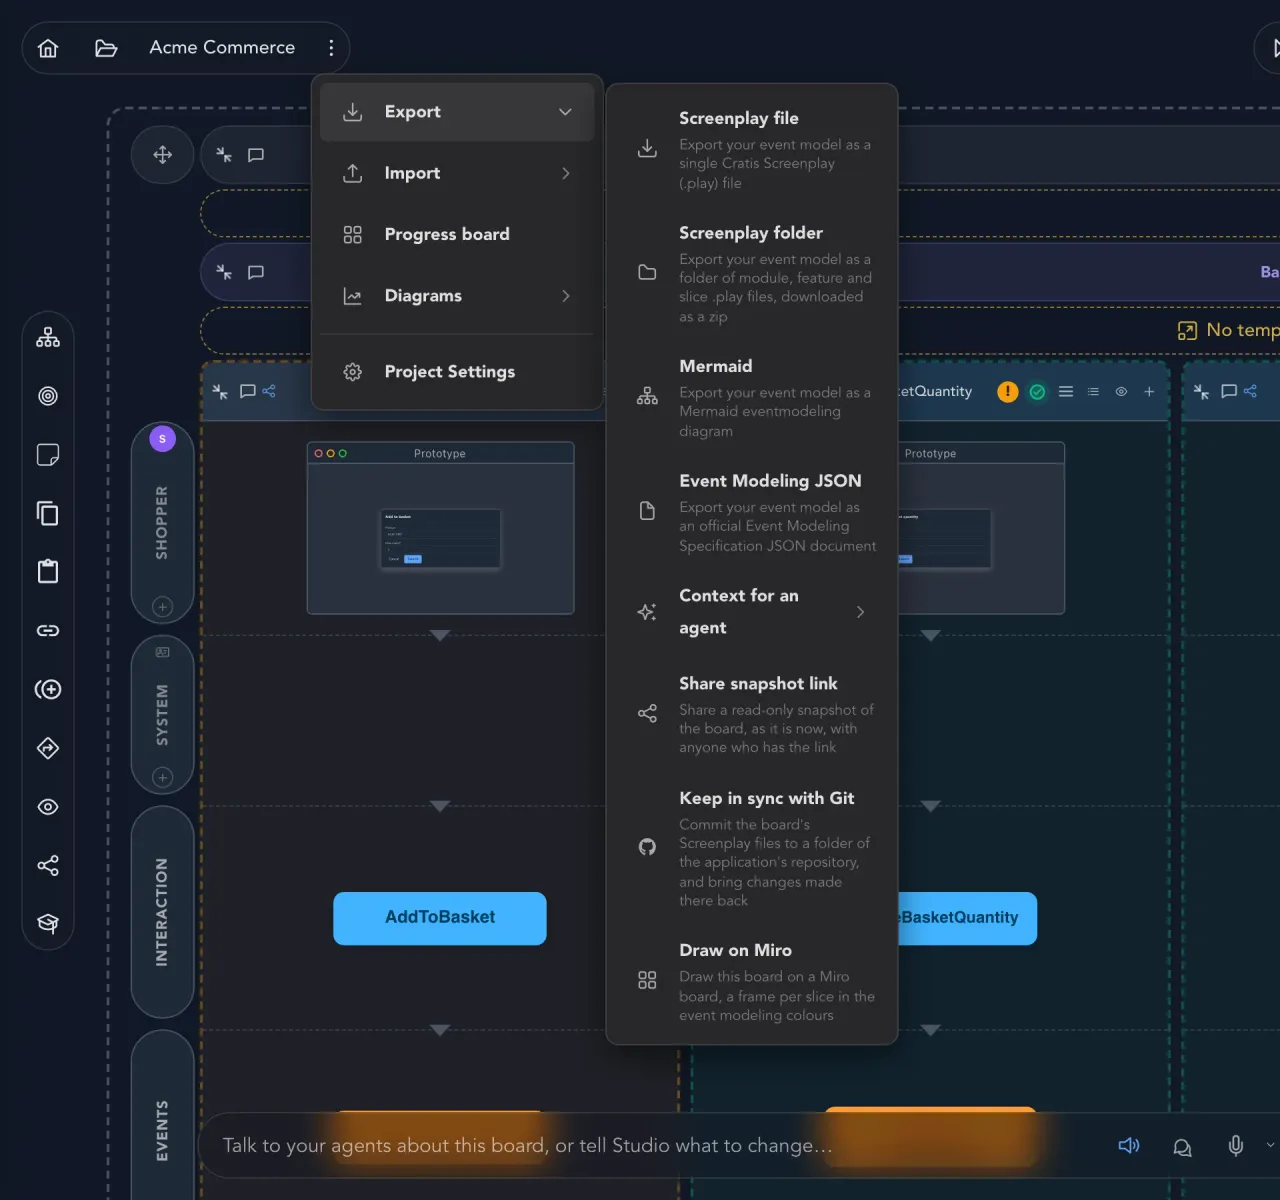 Acme Commerce
Export
Import
Progress board
Diagrams
Project Settings
Screenplay file
Export your event model as a
single Cratis Screenplay
(.play) file
Screenplay folder
Export your event model as a
folder of module, feature and
slice .play files, downloaded
as a zip
Mermaid
Export your event model as a
Mermaid eventmodeling
diagram
Event Modeling JSON
Export your event model as
an official Event Modeling
Specification JSON document
Context for an
agent
Share snapshot link
Share a read-only snapshot of
the board, as it is now, with
anyone who has the link
Keep in sync with Git
Commit the board's
Screenplay files to a folder of
the application's repository,
and bring changes made
there back
Draw on Miro
Draw this board on a Miro
board, a frame per slice in the
event modeling colours
Ba
No temp
etQuantity
S
SHOPPER
SYSTEM
INTERACTION
EVENTS
Prototype
Add to basket
Prototype
AddToBasket
eBasketQuantity
Talk to your agents about this board, or tell Studio what to change...